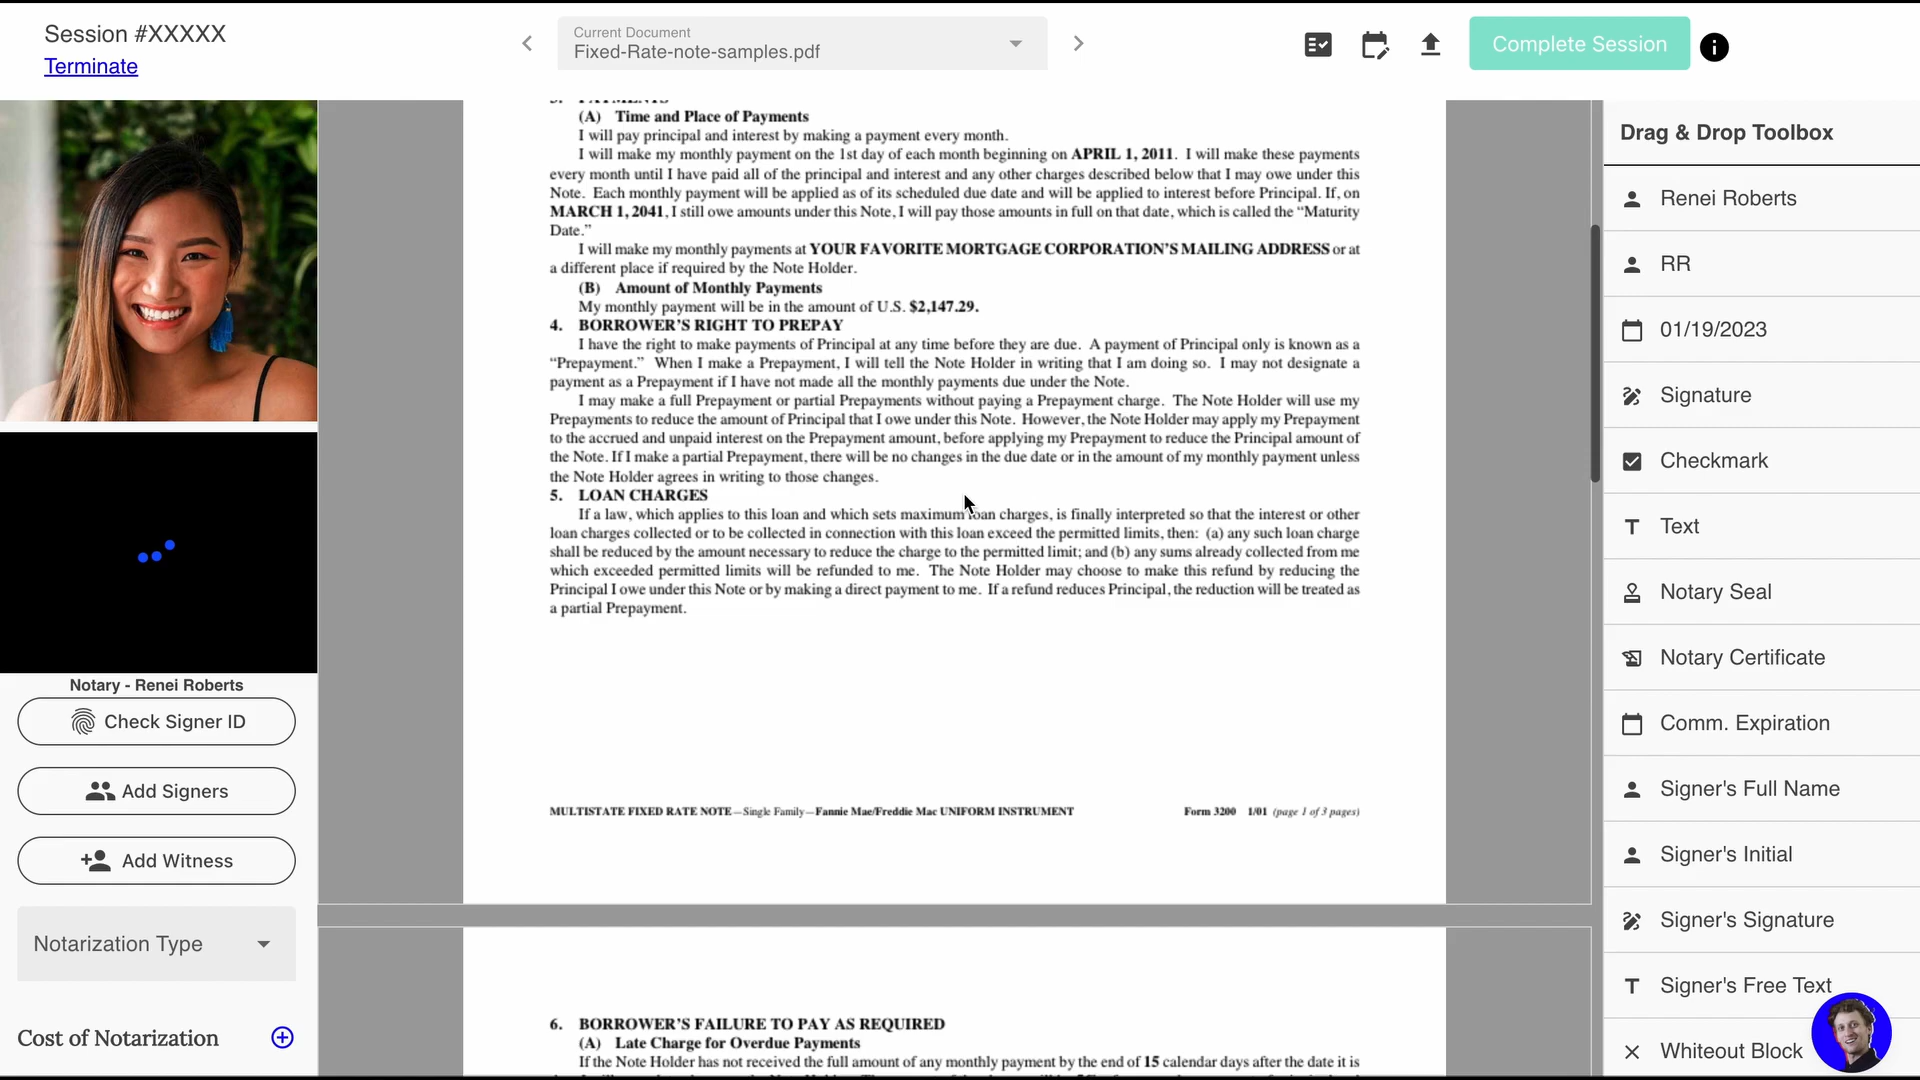 Session #XXXXX
Terminate
Current Document
Fixed-Rate-note-samples.pdf
Complete Session
Notary - Renei Roberts
Check Signer ID
Add Signers
Add Witness
Notarization Type
Cost of Notarization
3. PAYMENTS
(A) Time and Place of Payments
I will pay principal and interest by making a payment every month.
I will make my monthly payment on the 1st day of each month beginning on APRIL 1, 2011. I will make these payments
every month until I have paid all of the principal and interest and any other charges described below that I may owe under this
Note. Each monthly payment will be applied as of its scheduled due date and will be applied to interest before Principal. If, on
MARCH 1, 2041, I still owe amounts under this Note, I will pay those amounts in full on that date, which is called the “Maturity
Date.”
I will make my monthly payments at YOUR FAVORITE MORTGAGE CORPORATION’S MAILING ADDRESS or at
a different place if required by the Note Holder.
(B) Amount of Monthly Payments
My monthly payment will be in the amount of U.S. $2,147.29.
4. BORROWER’S RIGHT TO PREPAY
I have the right to make payments of Principal at any time before they are due. A payment of Principal only is known as a
“Prepayment.” When I make a Prepayment, I will tell the Note Holder in writing that I am doing so. I may not designate a
payment as a Prepayment if I have not made all the monthly payments due under the Note.
I may make a full Prepayment or partial Prepayments without paying a Prepayment charge. The Note Holder will use my
Prepayments to reduce the amount of Principal that I owe under this Note. However, the Note Holder may apply my Prepayment
to the accrued and unpaid interest on the Prepayment amount, before applying my Prepayment to reduce the Principal amount of
the Note. If I make a partial Prepayment, there will be no changes in the due date or in the amount of my monthly payment unless
the Note Holder agrees in writing to those changes.
5. LOAN CHARGES
If a law, which applies to this loan and which sets maximum loan charges, is finally interpreted so that the interest or other
loan charges collected or to be collected in connection with this loan exceed the permitted limits, then: (a) any such loan charge
shall be reduced by the amount necessary to reduce the charge to the permitted limit; and (b) any sums already collected from me
which exceeded permitted limits will be refunded to me. The Note Holder may choose to make this refund by reducing the
Principal I owe under this Note or by making a direct payment to me. If a refund reduces Principal, the reduction will be treated as
a partial Prepayment.
MULTISTATE FIXED RATE NOTE—Single Family—Fannie Mae/Freddie Mac UNIFORM INSTRUMENT Form 3200 1/01 (page 1 of 3 pages)
6. BORROWER’S FAILURE TO PAY AS REQUIRED
(A) Late Charge for Overdue Payments
If the Note Holder has not received the full amount of any monthly payment by the end of 15 calendar days after the date it is
Drag & Drop Toolbox
Renei Roberts
RR
01/19/2023
Signature
Checkmark
Text
Notary Seal
Notary Certificate
Comm. Expiration
Signer's Full Name
Signer's Initial
Signer's Signature
Signer's Free Text
Whiteout Block